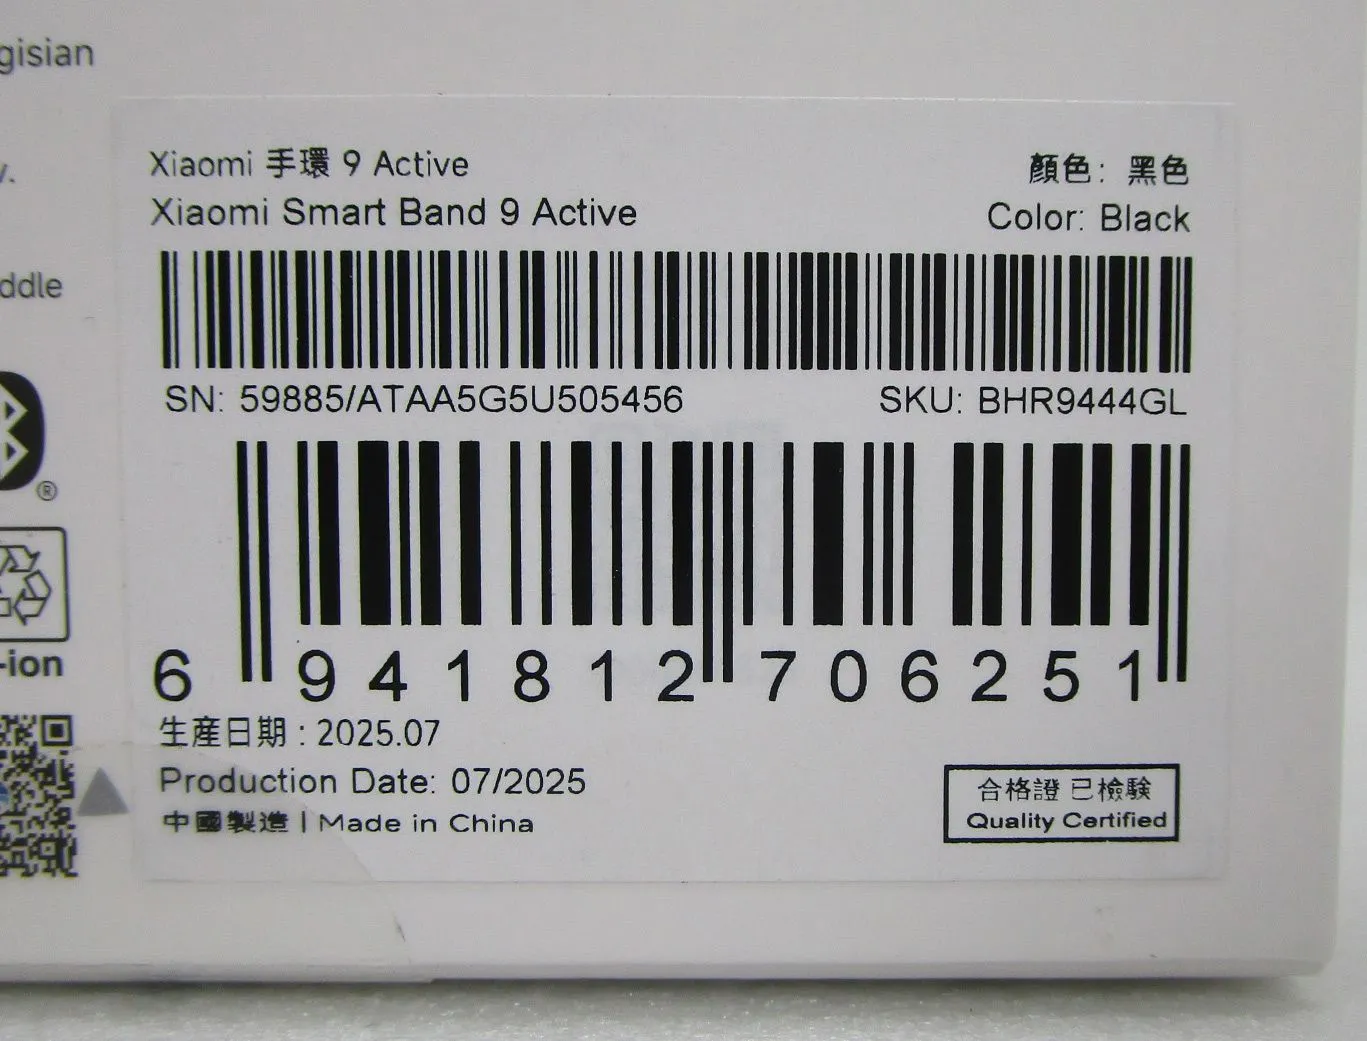 gisian
y.
ddle
®
-ion
Xiaomi 手環 9 Active
顏色: 黑色
Xiaomi Smart Band 9 Active
Color: Black
SN: 59885/ATAA5G5U505456
SKU: BHR9444GL
6 941812 706251
生產日期 : 2025.07
Production Date: 07/2025
中國製造 | Made in China
合格證 已檢驗
Quality Certified